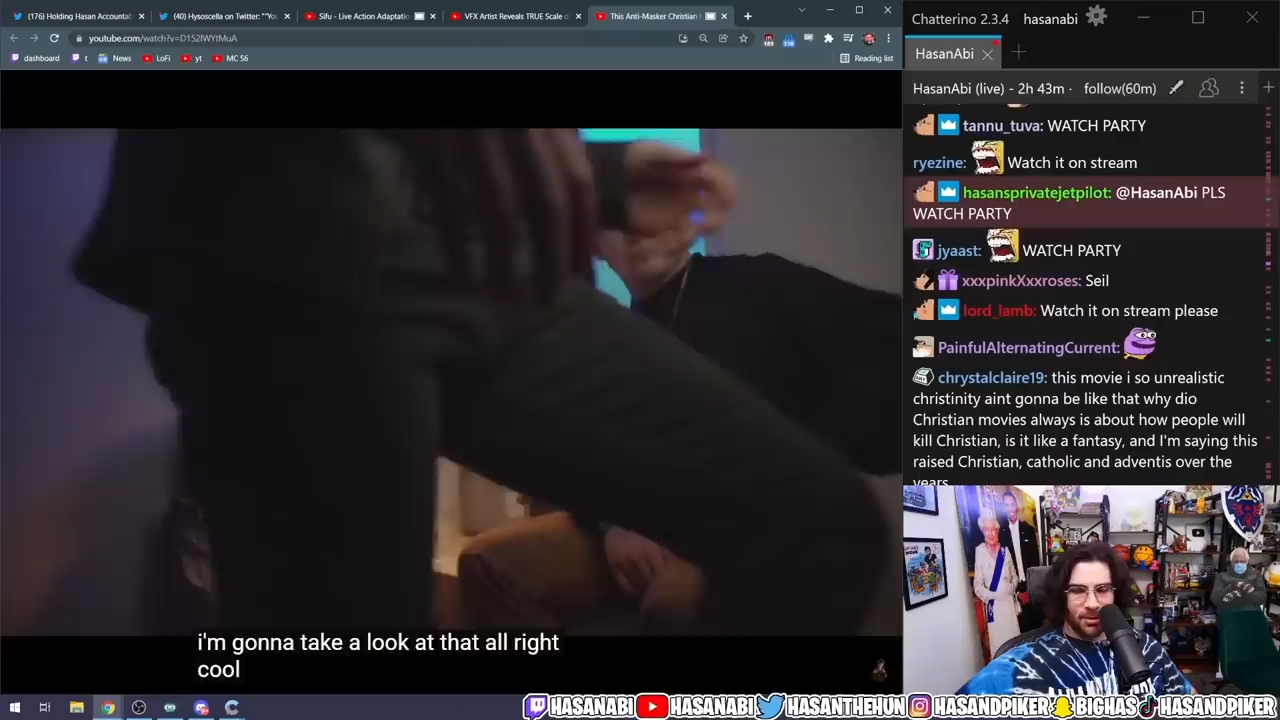 (176) Holding Hasan Accountab
(40) Hysoscella on Twitter: "“You
Sifu - Live Action Adaptatio
VFX Artist Reveals TRUE Scale o
This Anti-Masker Christian
youtube.com/watch?v=D152lWYtMuA
dashboard
t
News
LoFi
yt
MC S6
Reading list
i'm gonna take a look at that all right
cool
Chatterino 2.3.4
hasanabi
HasanAbi
HasanAbi (live) - 2h 43m -
follow(60m)
tannu_tuva: WATCH PARTY
ryezine: Watch it on stream
hasansprivatejetpilot: @HasanAbi PLS
WATCH PARTY
jyaast: WATCH PARTY
xxxpinkXxxroses: Seil
lord_lamb: Watch it on stream please
PainfulAlternatingCurrent:
chrystalclaire19: this movie i so unrealistic
christinity aint gonna be like that why dio
Christian movies always is about how people will
kill Christian, is it like a fantasy, and I'm saying this
raised Christian, catholic and adventis over the
years
HASANABI
HASANABI
HASANTHEHUN
HASANDPIKER
BIGHAS
HASANDPIKER